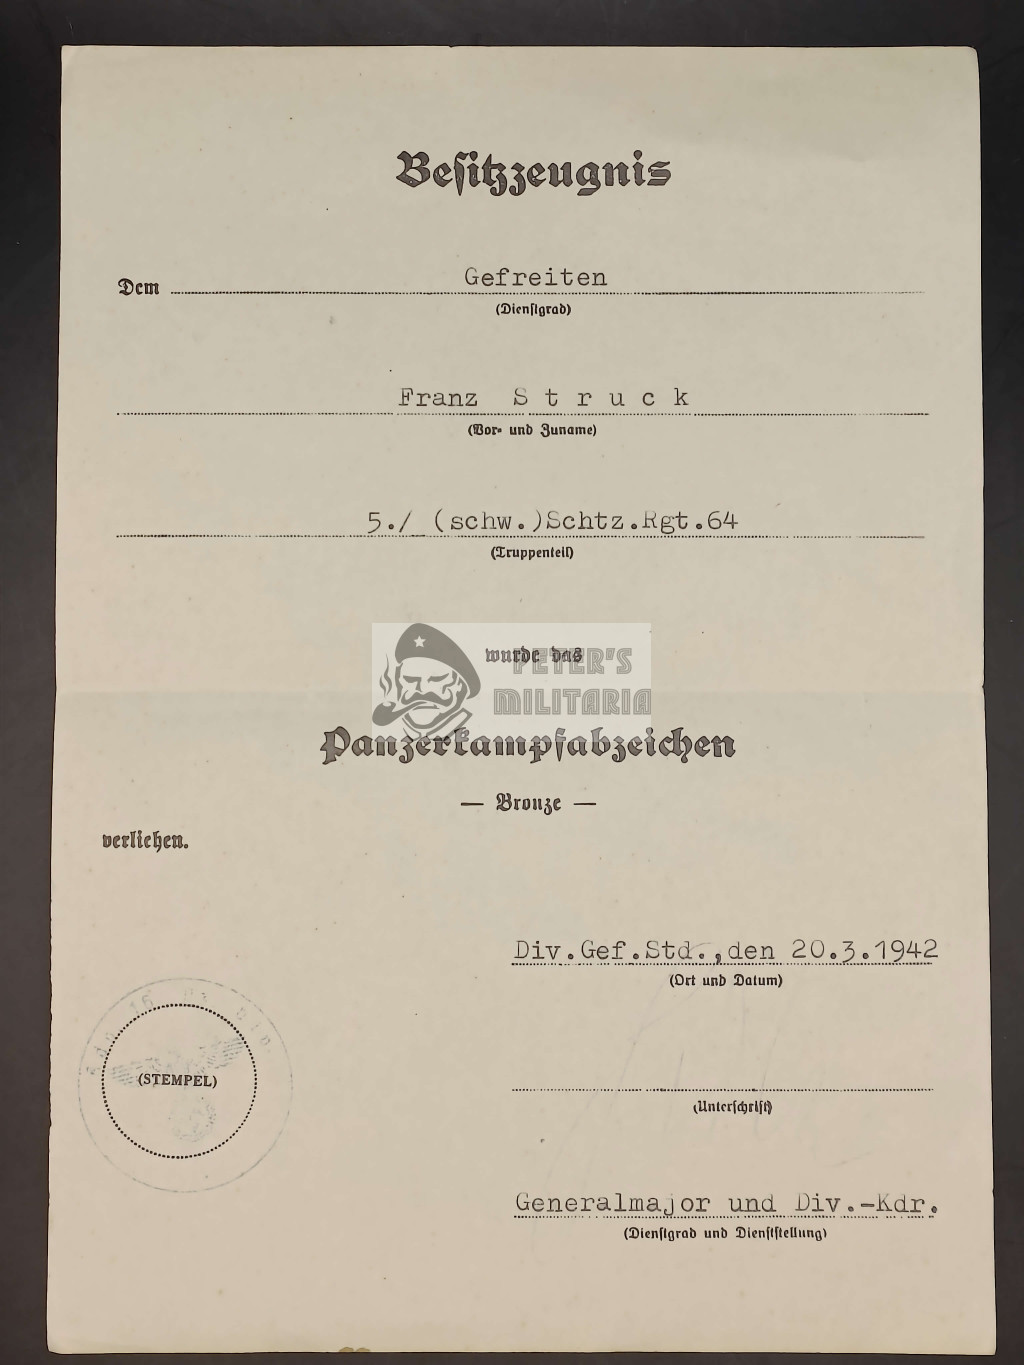 Besitzzeugnis
Dem Gefreiten
(Dienstgrad)
Franz S t r u c k
(Vor- und Zuname)
5./ (schw.)Schtz.Rgt.64
(Truppenteil)
wurde das
PETER'S
MILITARIA
Panzerkampfabzeichen
— Bronze —
verliehen.
Div.Gef.Std.,den 20.3.1942
(Ort und Datum)
(STEMPEL)
(Unterschrift)
Generalmajor und Div.-Kdr.
(Dienstgrad und Dienststellung)